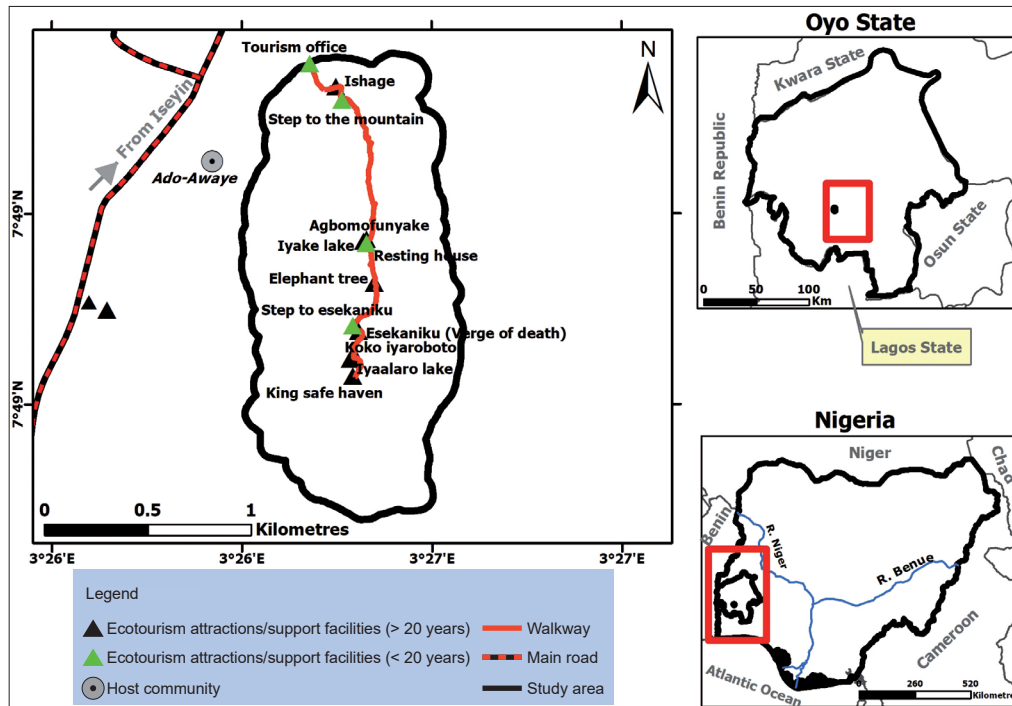 Tourism office
Ishage
Step to the mountain
N
From Iseyin
Ado-Awaye
Agbomofunyake
Iyake lake
Resting house
Elephant tree
Step to esekaniku
Esekaniku (Verge of death)
Koko iyaroboto
Iyaalaro lake
King safe haven
7°49'N
7°49'N
0 0.5 1
Kilometres
3°26'E 3°26'E 3°27'E 3°27'E
Legend
Ecotourism attractions/support facilities (> 20 years)
Walkway
Ecotourism attractions/support facilities (< 20 years)
Main road
Host community
Study area
Oyo State
Kwara State
Benin Republic
Osun State
0 50 100
Km
Lagos State
Nigeria
Niger
Chad
Benin
R. Niger
R. Benue
Cameroon
Atlantic Ocean
0 260 520
Kilometre